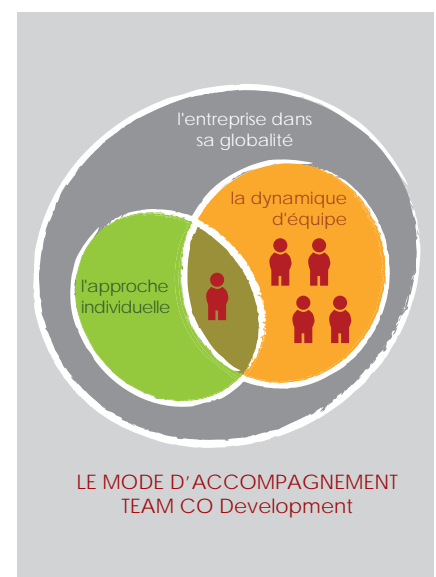 l'entreprise dans
sa globalité
la dynamique
d'équipe
l'approche
individuelle
LE MODE D'ACCOMPAGNEMENT
TEAM CO Development